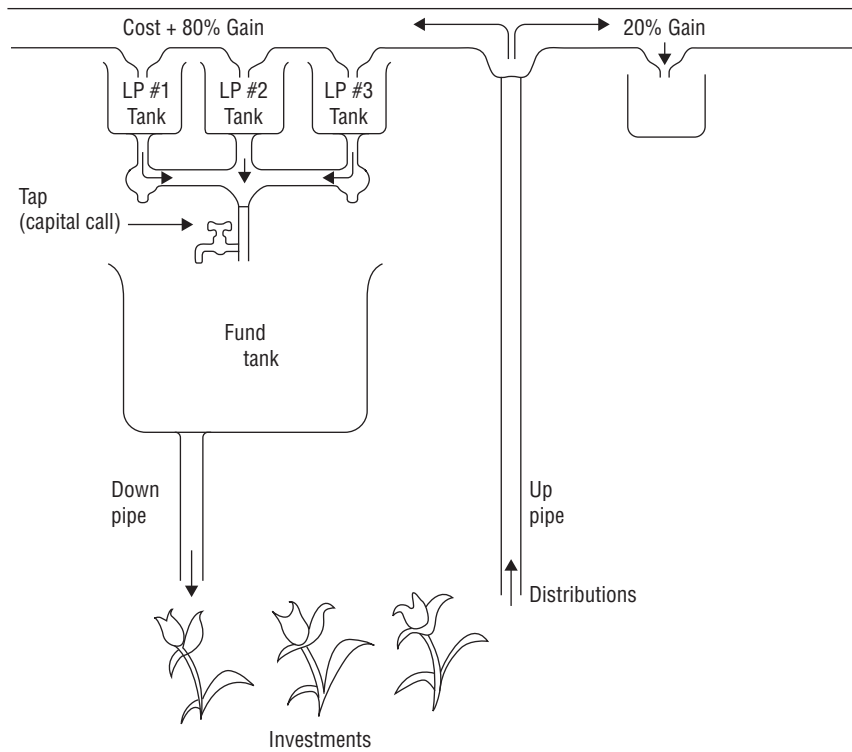 Cost + 80% Gain
20% Gain
LP #1
Tank
LP #2
Tank
LP #3
Tank
Tap
(capital call)
Fund
tank
Down
pipe
Up
pipe
Distributions
Investments